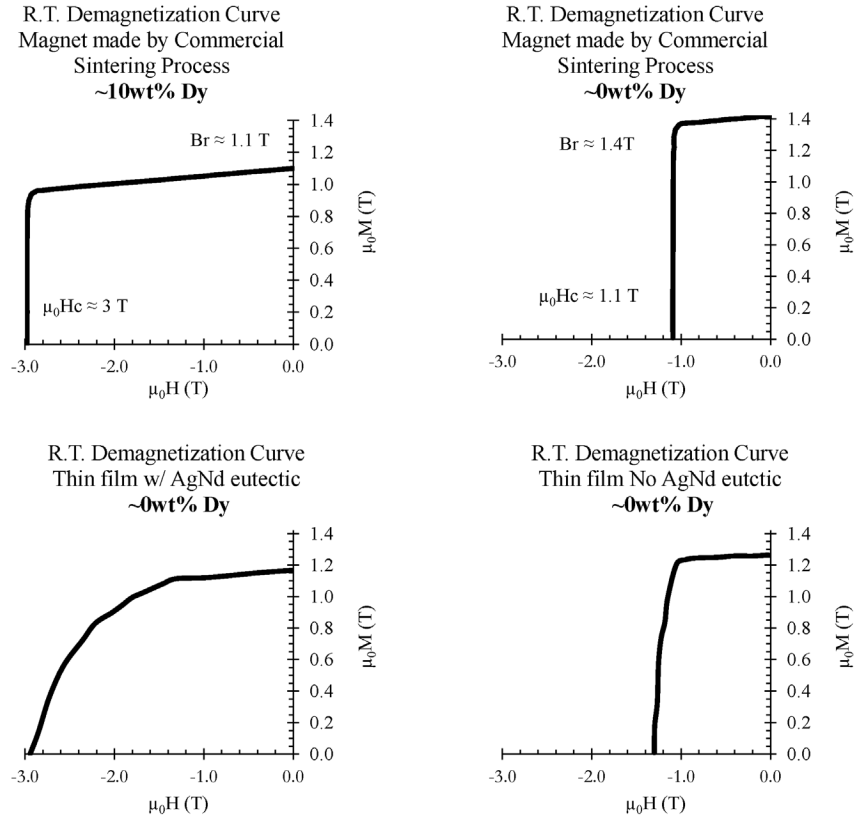 R.T. Demagnetization Curve
Magnet made by Commercial
Sintering Process
~10wt% Dy
Br ≈ 1.1 T
μ0Hc ≈ 3 T
1.4
1.2
1.0
0.8
0.6
0.4
0.2
0.0
μ0M (T)
-3.0 -2.0 -1.0 0.0
μ0H (T)
R.T. Demagnetization Curve
Magnet made by Commercial
Sintering Process
~0wt% Dy
Br ≈ 1.4T
μ0Hc ≈ 1.1 T
1.4
1.2
1.0
0.8
0.6
0.4
0.2
0.0
μ0M (T)
-3.0 -2.0 -1.0 0.0
μ0H (T)
R.T. Demagnetization Curve
Thin film w/ AgNd eutectic
~0wt% Dy
1.4
1.2
1.0
0.8
0.6
0.4
0.2
0.0
μ0M (T)
-3.0 -2.0 -1.0 0.0
μ0H (T)
R.T. Demagnetization Curve
Thin film No AgNd eutctic
~0wt% Dy
1.4
1.2
1.0
0.8
0.6
0.4
0.2
0.0
μ0M (T)
-3.0 -2.0 -1.0 0.0
μ0H (T)